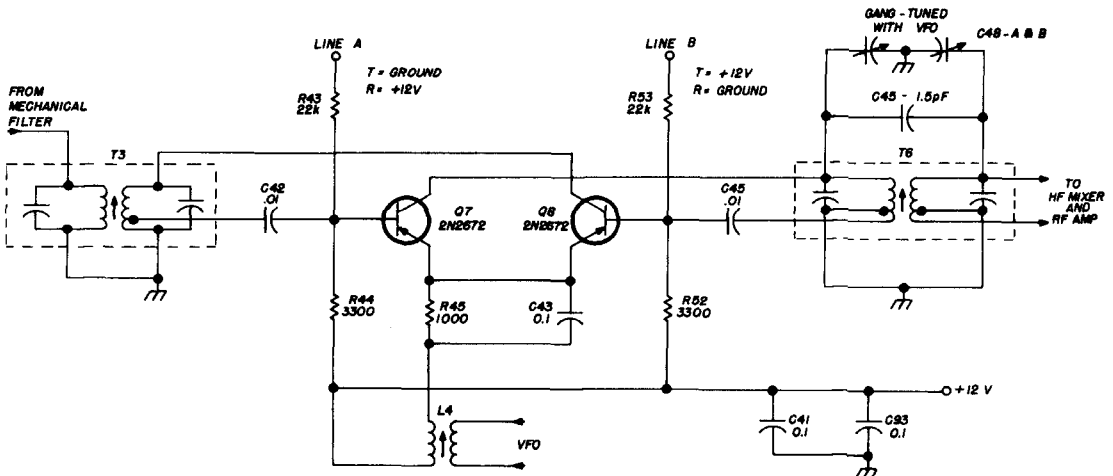 GANG-TUNED
WITH VFO
C48-A & B
LINE A
T = GROUND
R = +12V
LINE B
T = +12V
R = GROUND
FROM
MECHANICAL
FILTER
R43
22k
R53
22k
C45 - 1.5pF
T3
T6
C42
.01
Q7
2N2672
Q8
2N2672
C45
.01
TO
HF MIXER
AND
RF AMP
R44
3300
R45
1000
C43
0.1
R52
3300
+12 V
L4
VFO
C41
0.1
C93
0.1